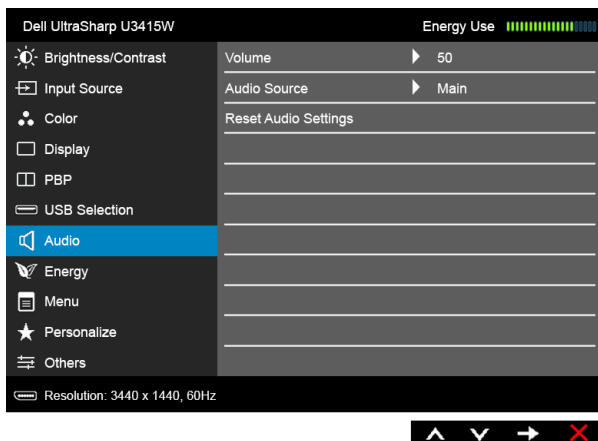 Dell UltraSharp U3415W Energy Use
Brightness/Contrast Volume 50
Input Source Audio Source Main
Color Reset Audio Settings
Display
PBP
USB Selection
Audio
Energy
Menu
Personalize
Others
Resolution: 3440 x 1440, 60Hz